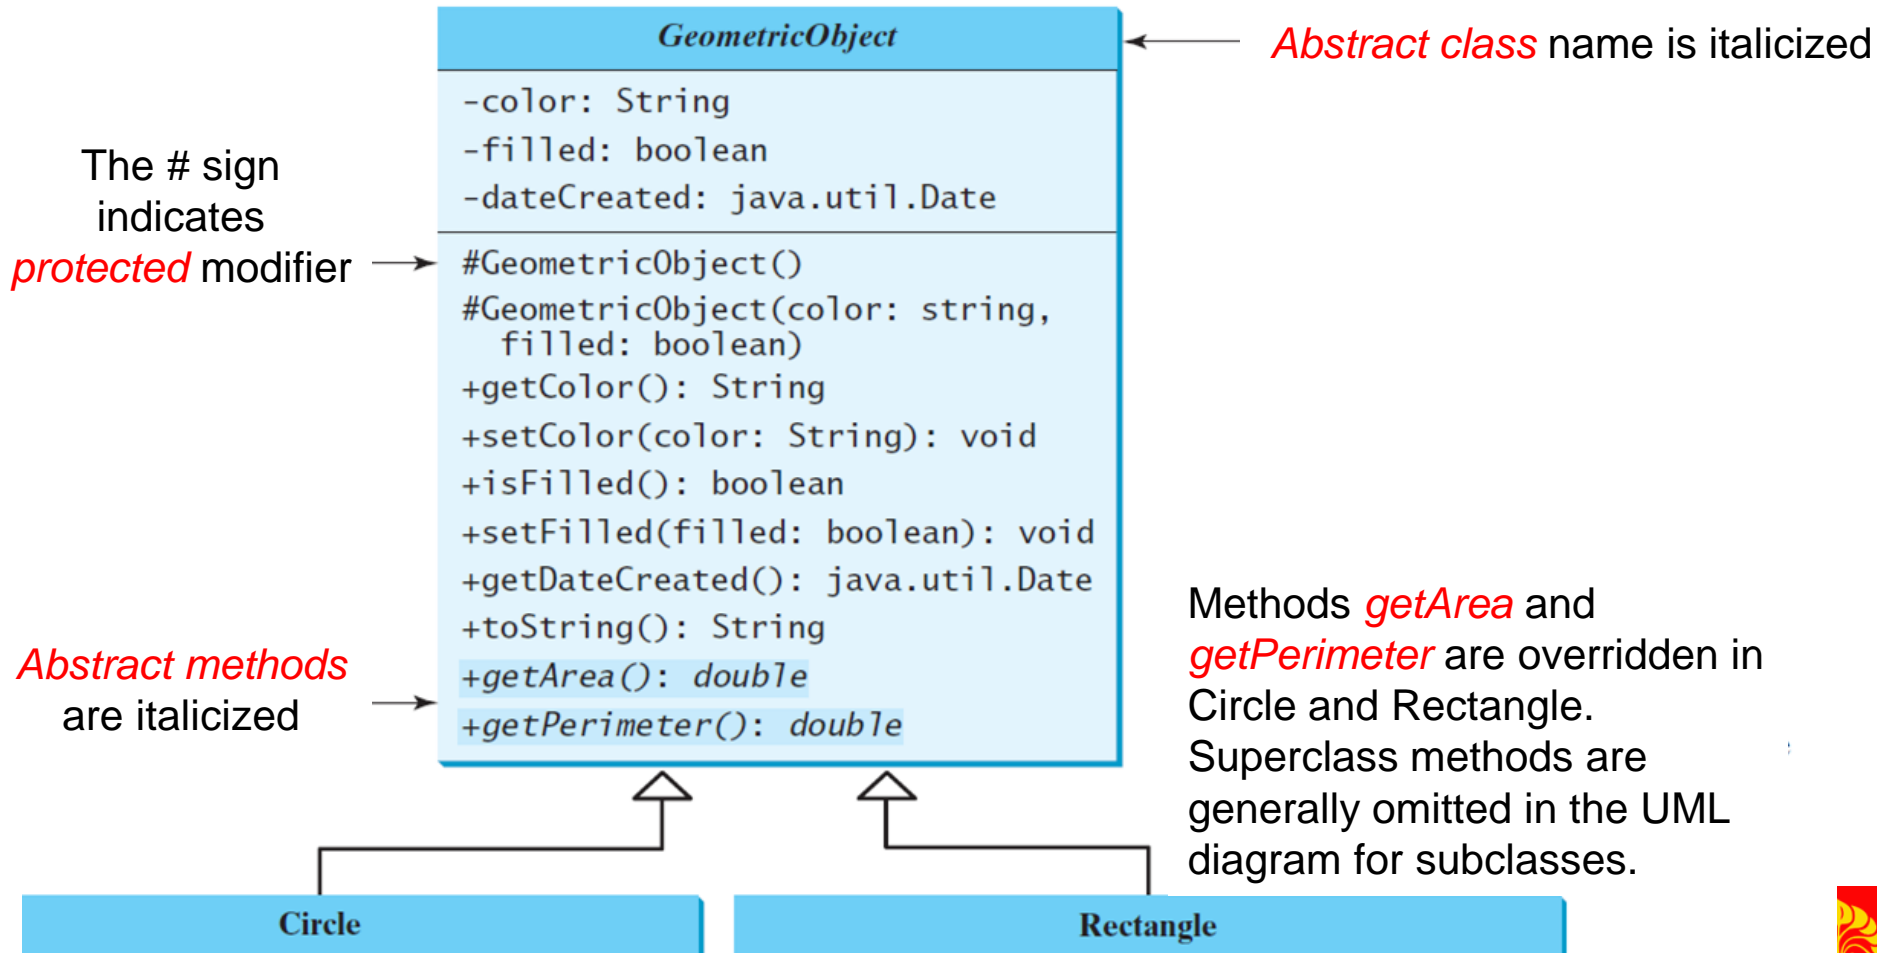 GeometricObject
Abstract class name is italicized
-color: String
-filled: boolean
-dateCreated: java.util.Date
The # sign
indicates
protected modifier
#GeometricObject()
#GeometricObject(color: string,
filled: boolean)
+getColor(): String
+setColor(color: String): void
+isFilled(): boolean
+setFilled(filled: boolean): void
+getDateCreated(): java.util.Date
+toString(): String
+getArea(): double
+getPerimeter(): double
Abstract methods
are italicized
Methods getArea and
getPerimeter are overridden in
Circle and Rectangle.
Superclass methods are
generally omitted in the UML
diagram for subclasses.
Circle
Rectangle